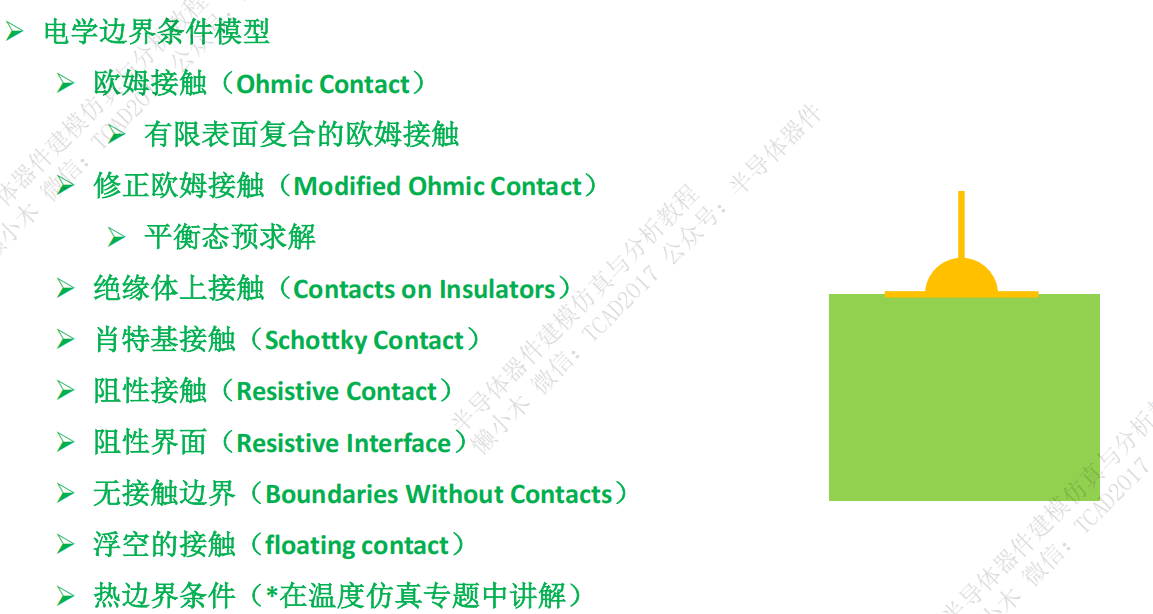 电学边界条件模型
欧姆接触（Ohmic Contact）
有限表面复合的欧姆接触
修正欧姆接触（Modified Ohmic Contact）
平衡态预求解
绝缘体上接触（Contacts on Insulators）
肖特基接触（Schottky Contact）
阻性接触（Resistive Contact）
阻性界面（Resistive Interface）
无接触边界（Boundaries Without Contacts）
浮空的接触（floating contact）
热边界条件（*在温度仿真专题中讲解）
半导体器件建模仿真与分析教程
懒小木 微信：TCAD2017 公众号：半导体器件